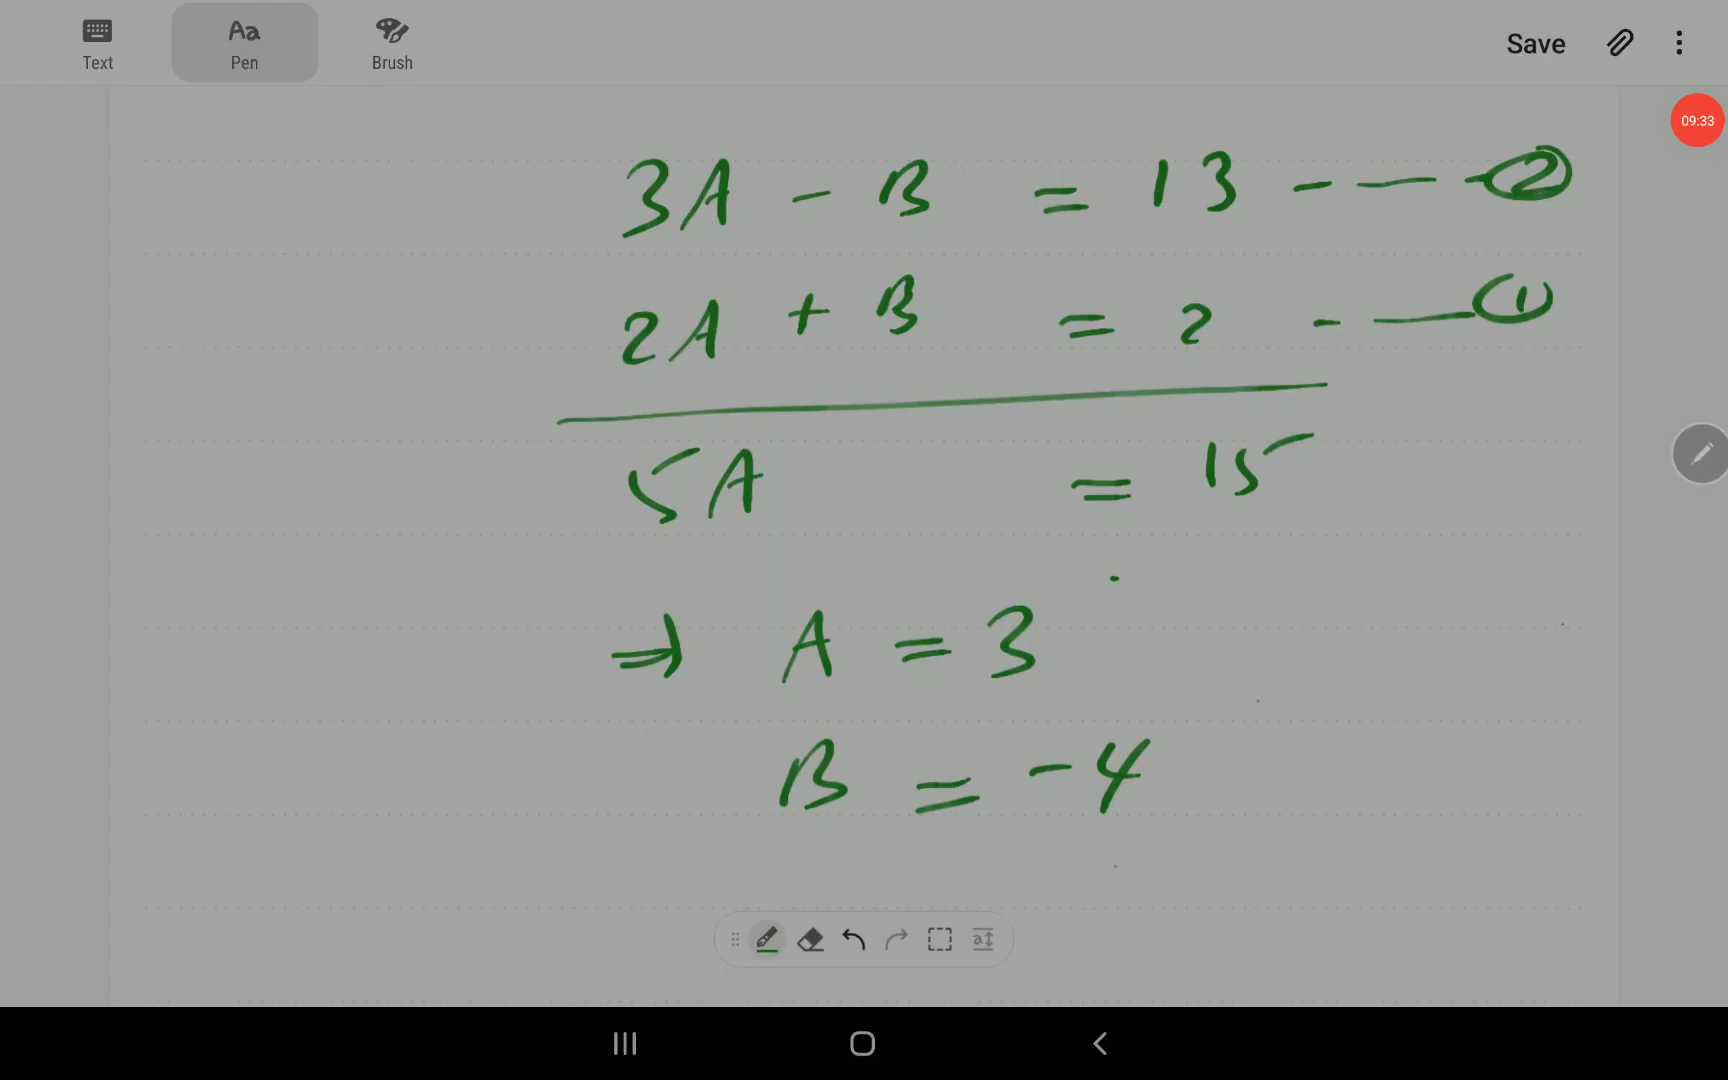 Text Pen Brush Save
09:33
3A - B = 13 - — - ②
2A + B = 2 - — ①
5A = 15
⇒ A = 3
B = -4